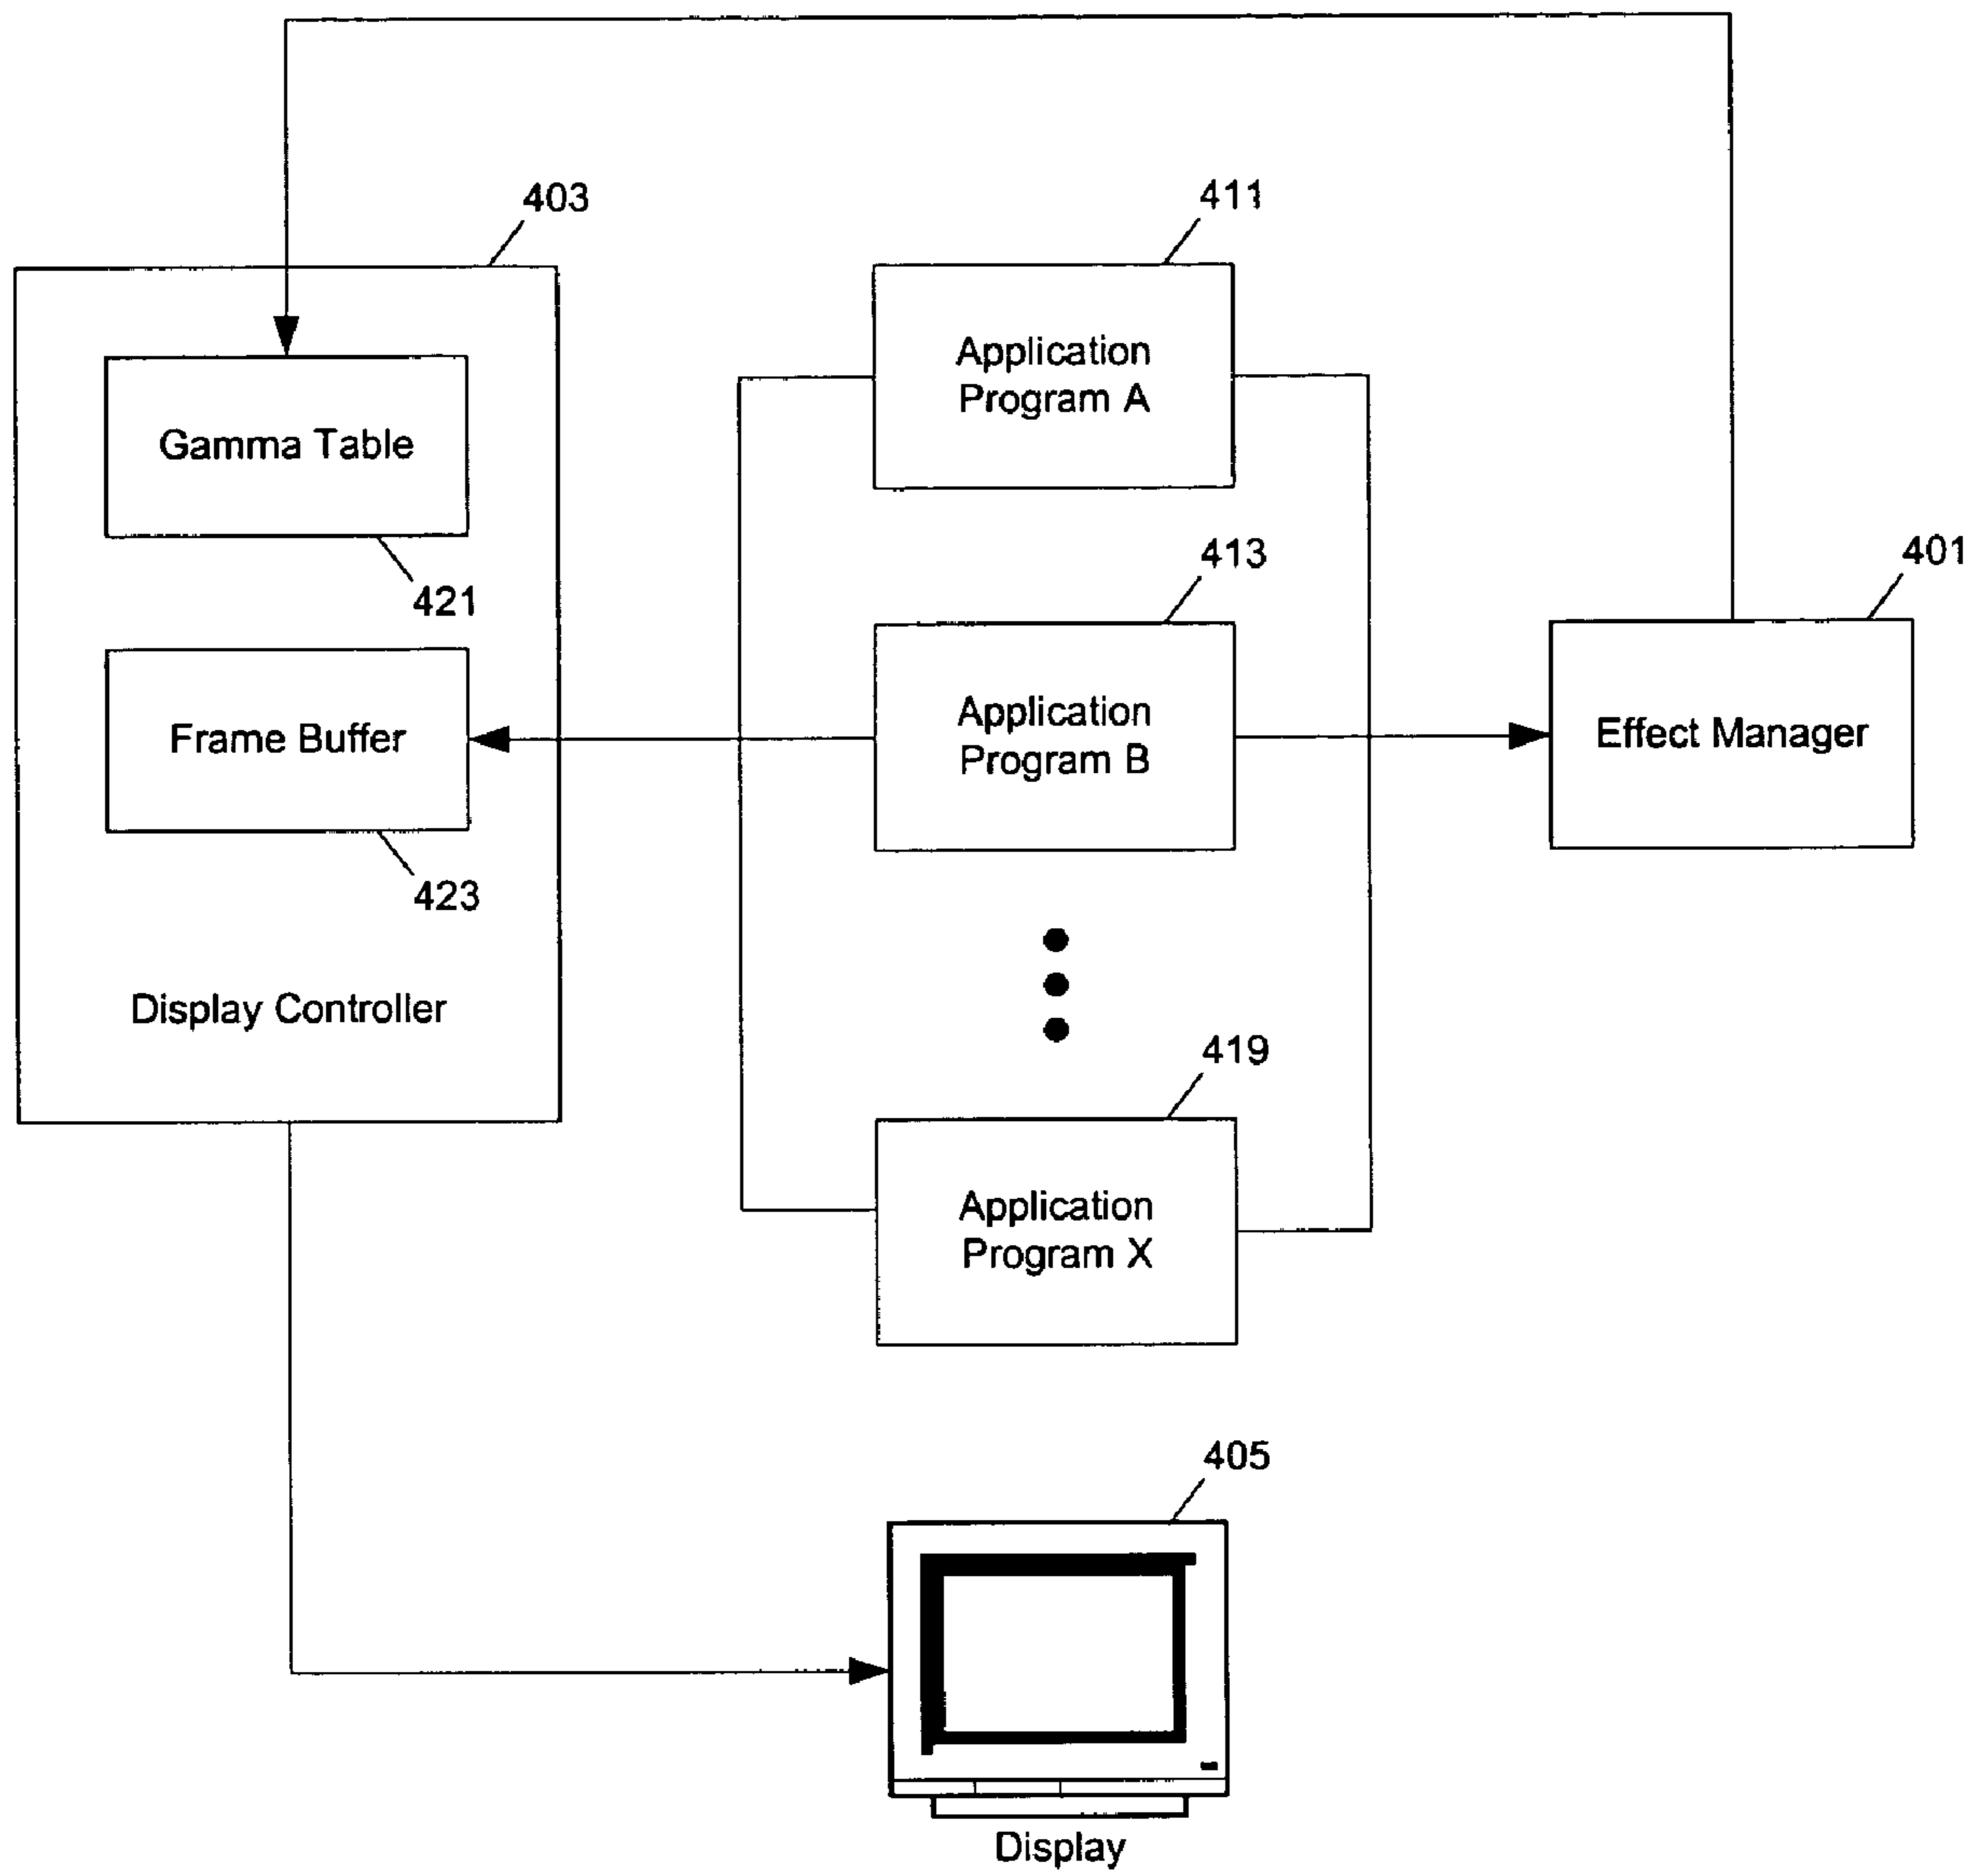 403
411
Application
Program A
Gamma Table
421
413
401
Application
Program B
Effect Manager
Frame Buffer
423
Display Controller
419
Application
Program X
405
Display